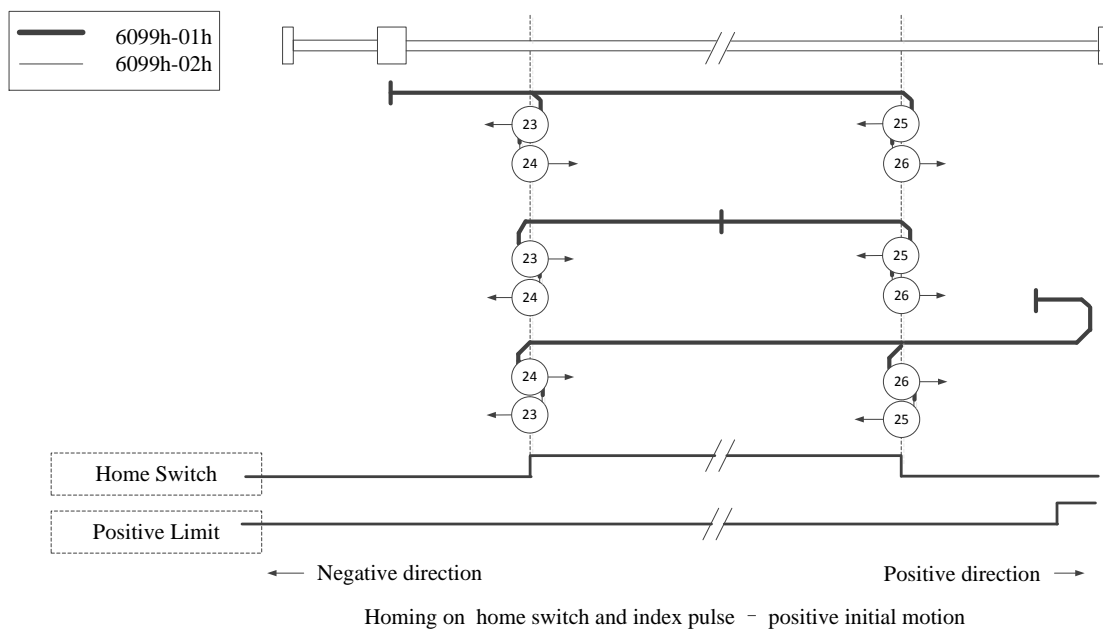 6099h-01h
6099h-02h
23
25
24
26
23
25
24
26
24
26
23
25
Home Switch
Positive Limit
Negative direction
Positive direction
Homing on home switch and index pulse - positive initial motion